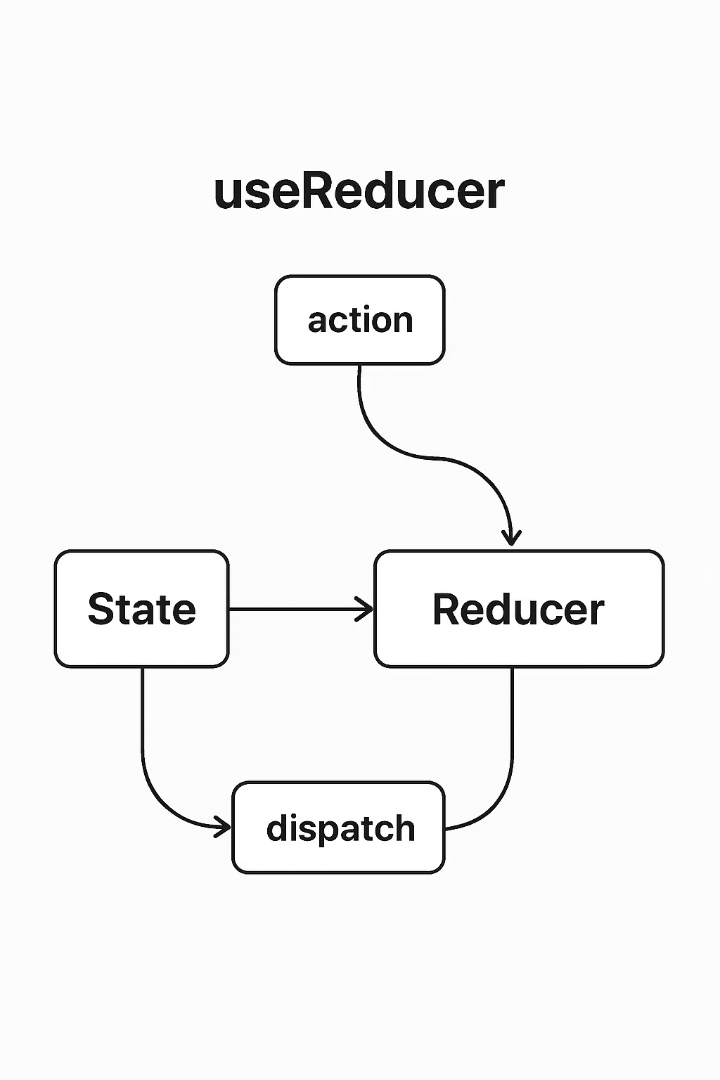 useReducer
action
State
Reducer
dispatch